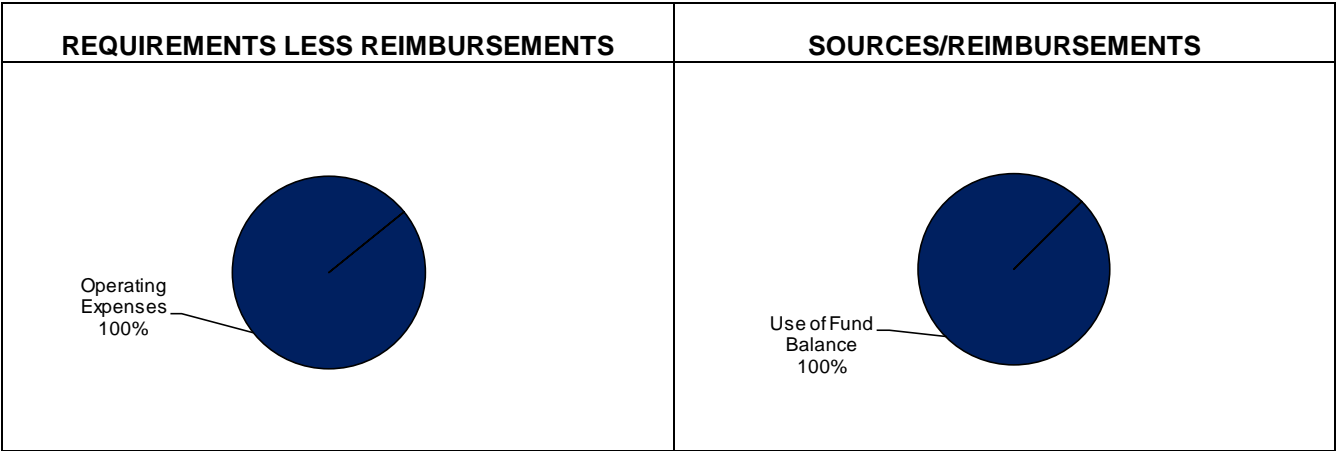 REQUIREMENTS LESS REIMBURSEMENTS
SOURCES/REIMBURSEMENTS
Operating
Expenses
100%
Use of Fund
Balance
100%